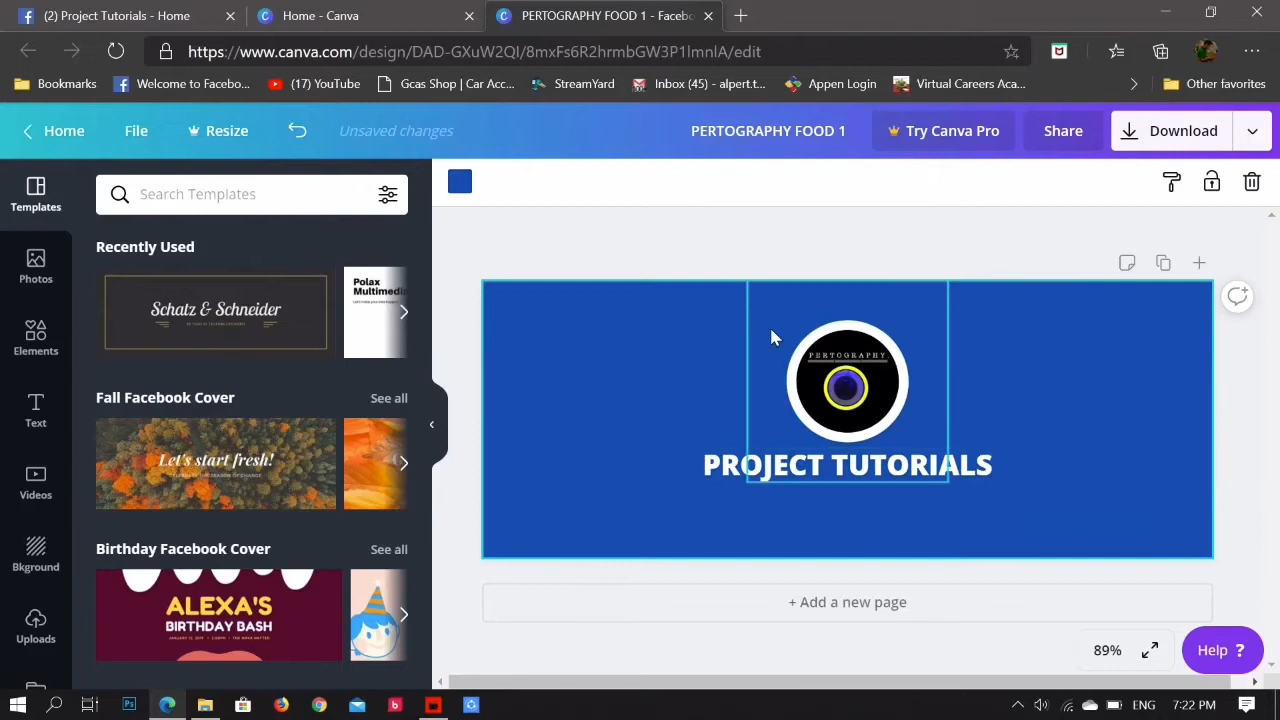 (2) Project Tutorials - Home
Home - Canva
PERTOGRAPHY FOOD 1 - Facebo
https://www.canva.com/design/DAD-GXuW2QI/8mxFs6R2hrmbGW3P1lmnlA/edit
Bookmarks
Welcome to Faceboo...
(17) YouTube
Gcas Shop | Car Acc...
StreamYard
Inbox (45) - alpert.t...
Appen Login
Virtual Careers Aca...
Other favorites
Home
File
Resize
Unsaved changes
PERTOGRAPHY FOOD 1
Try Canva Pro
Share
Download
Templates
Photos
Elements
Text
Videos
Bkground
Uploads
Search Templates
Recently Used
Schatz & Schneider
Polax
Multimedia
Fall Facebook Cover
See all
Let's start fresh!
Birthday Facebook Cover
See all
ALEXA'S
BIRTHDAY BASH
PERTOGRAPHY
PROJECT TUTORIALS
+ Add a new page
89%
Help ?
ENG
7:22 PM